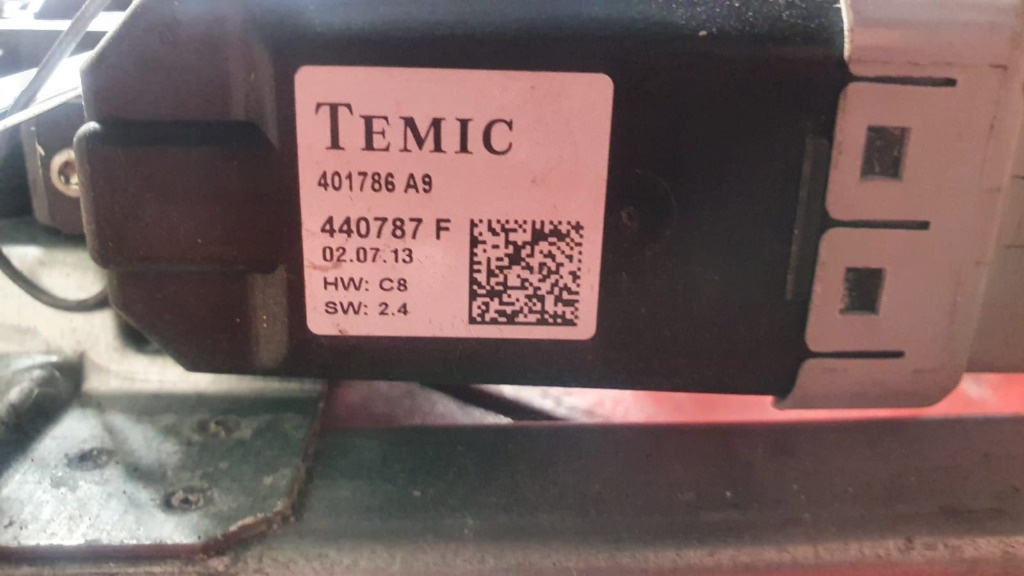 TEMIC
401786 A9
440787 F
02.07.13
HW: C8
SW: 2.4